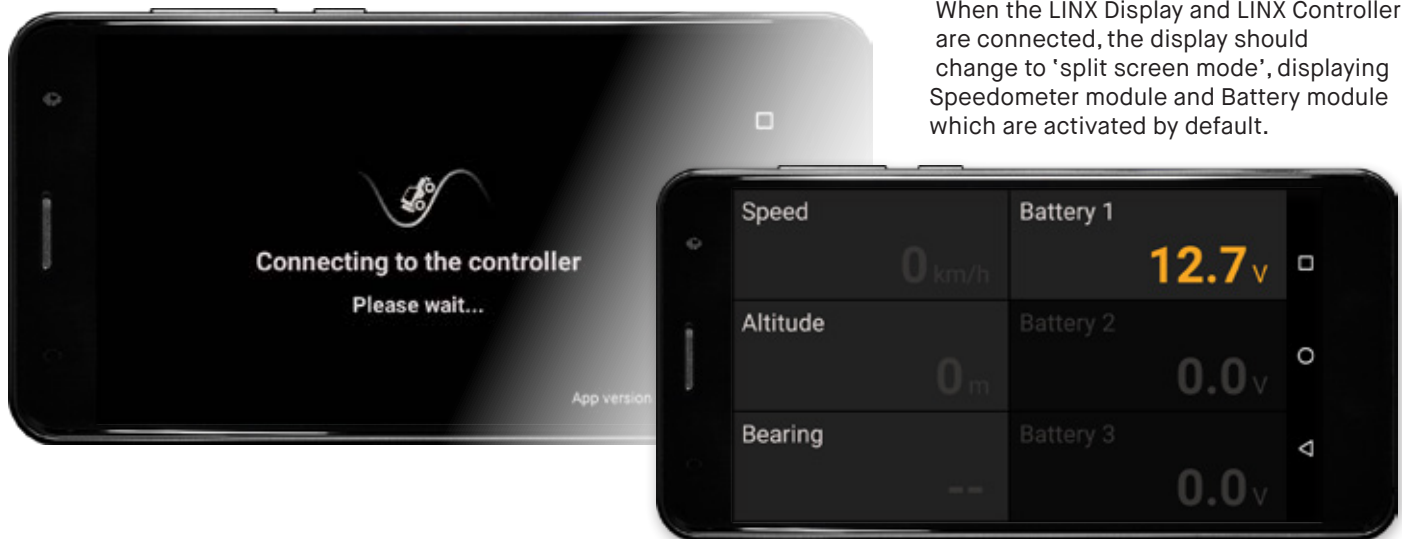 When the LINX Display and LINX Controller
are connected, the display should
change to ‘split screen mode’, displaying
Speedometer module and Battery module
which are activated by default.
Connecting to the controller
Please wait...
App version
Speed
0 km/h
Battery 1
12.7 V
Altitude
0 m
Battery 2
0.0 V
Bearing
--
Battery 3
0.0 V